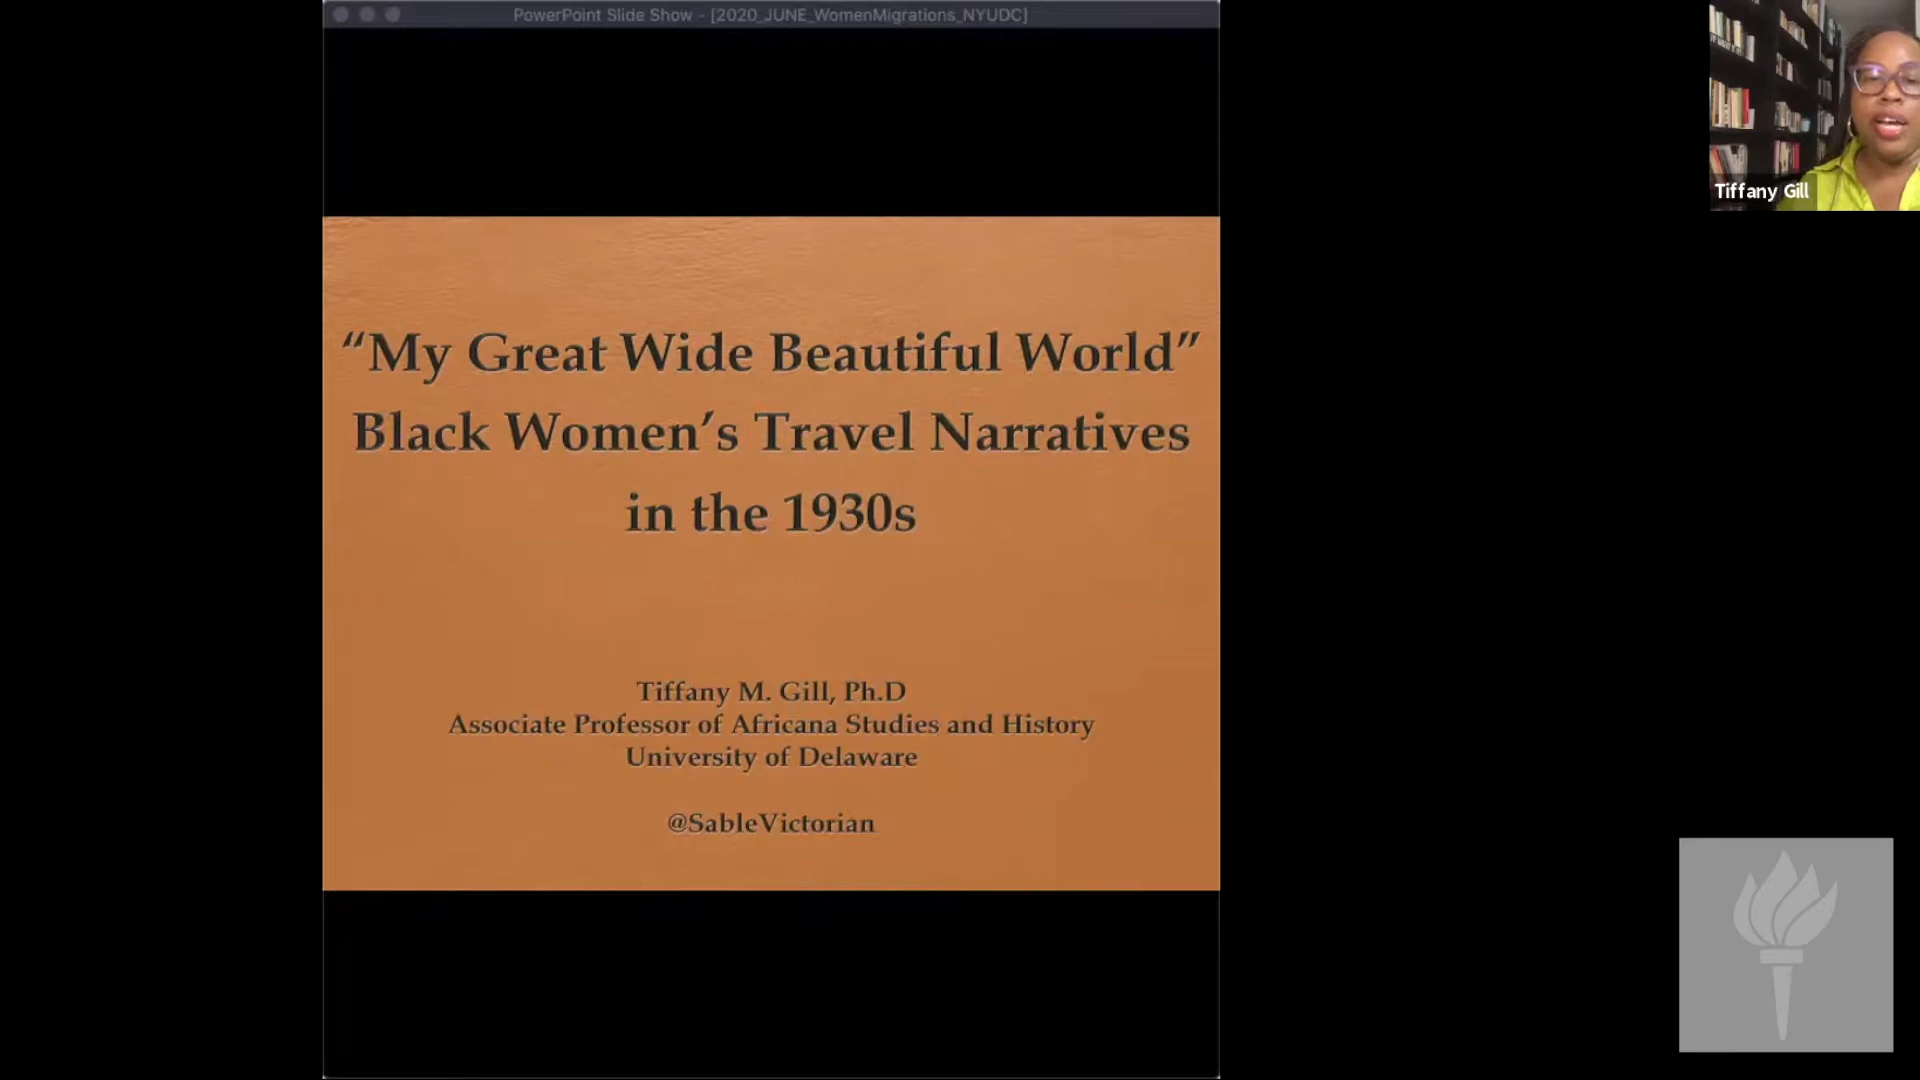 PowerPoint Slide Show - [2020_JUNE_WomenMigrations_NYUDC]
Tiffany Gill
“My Great Wide Beautiful World”
Black Women’s Travel Narratives
in the 1930s
Tiffany M. Gill, Ph.D
Associate Professor of Africana Studies and History
University of Delaware
@SableVictorian